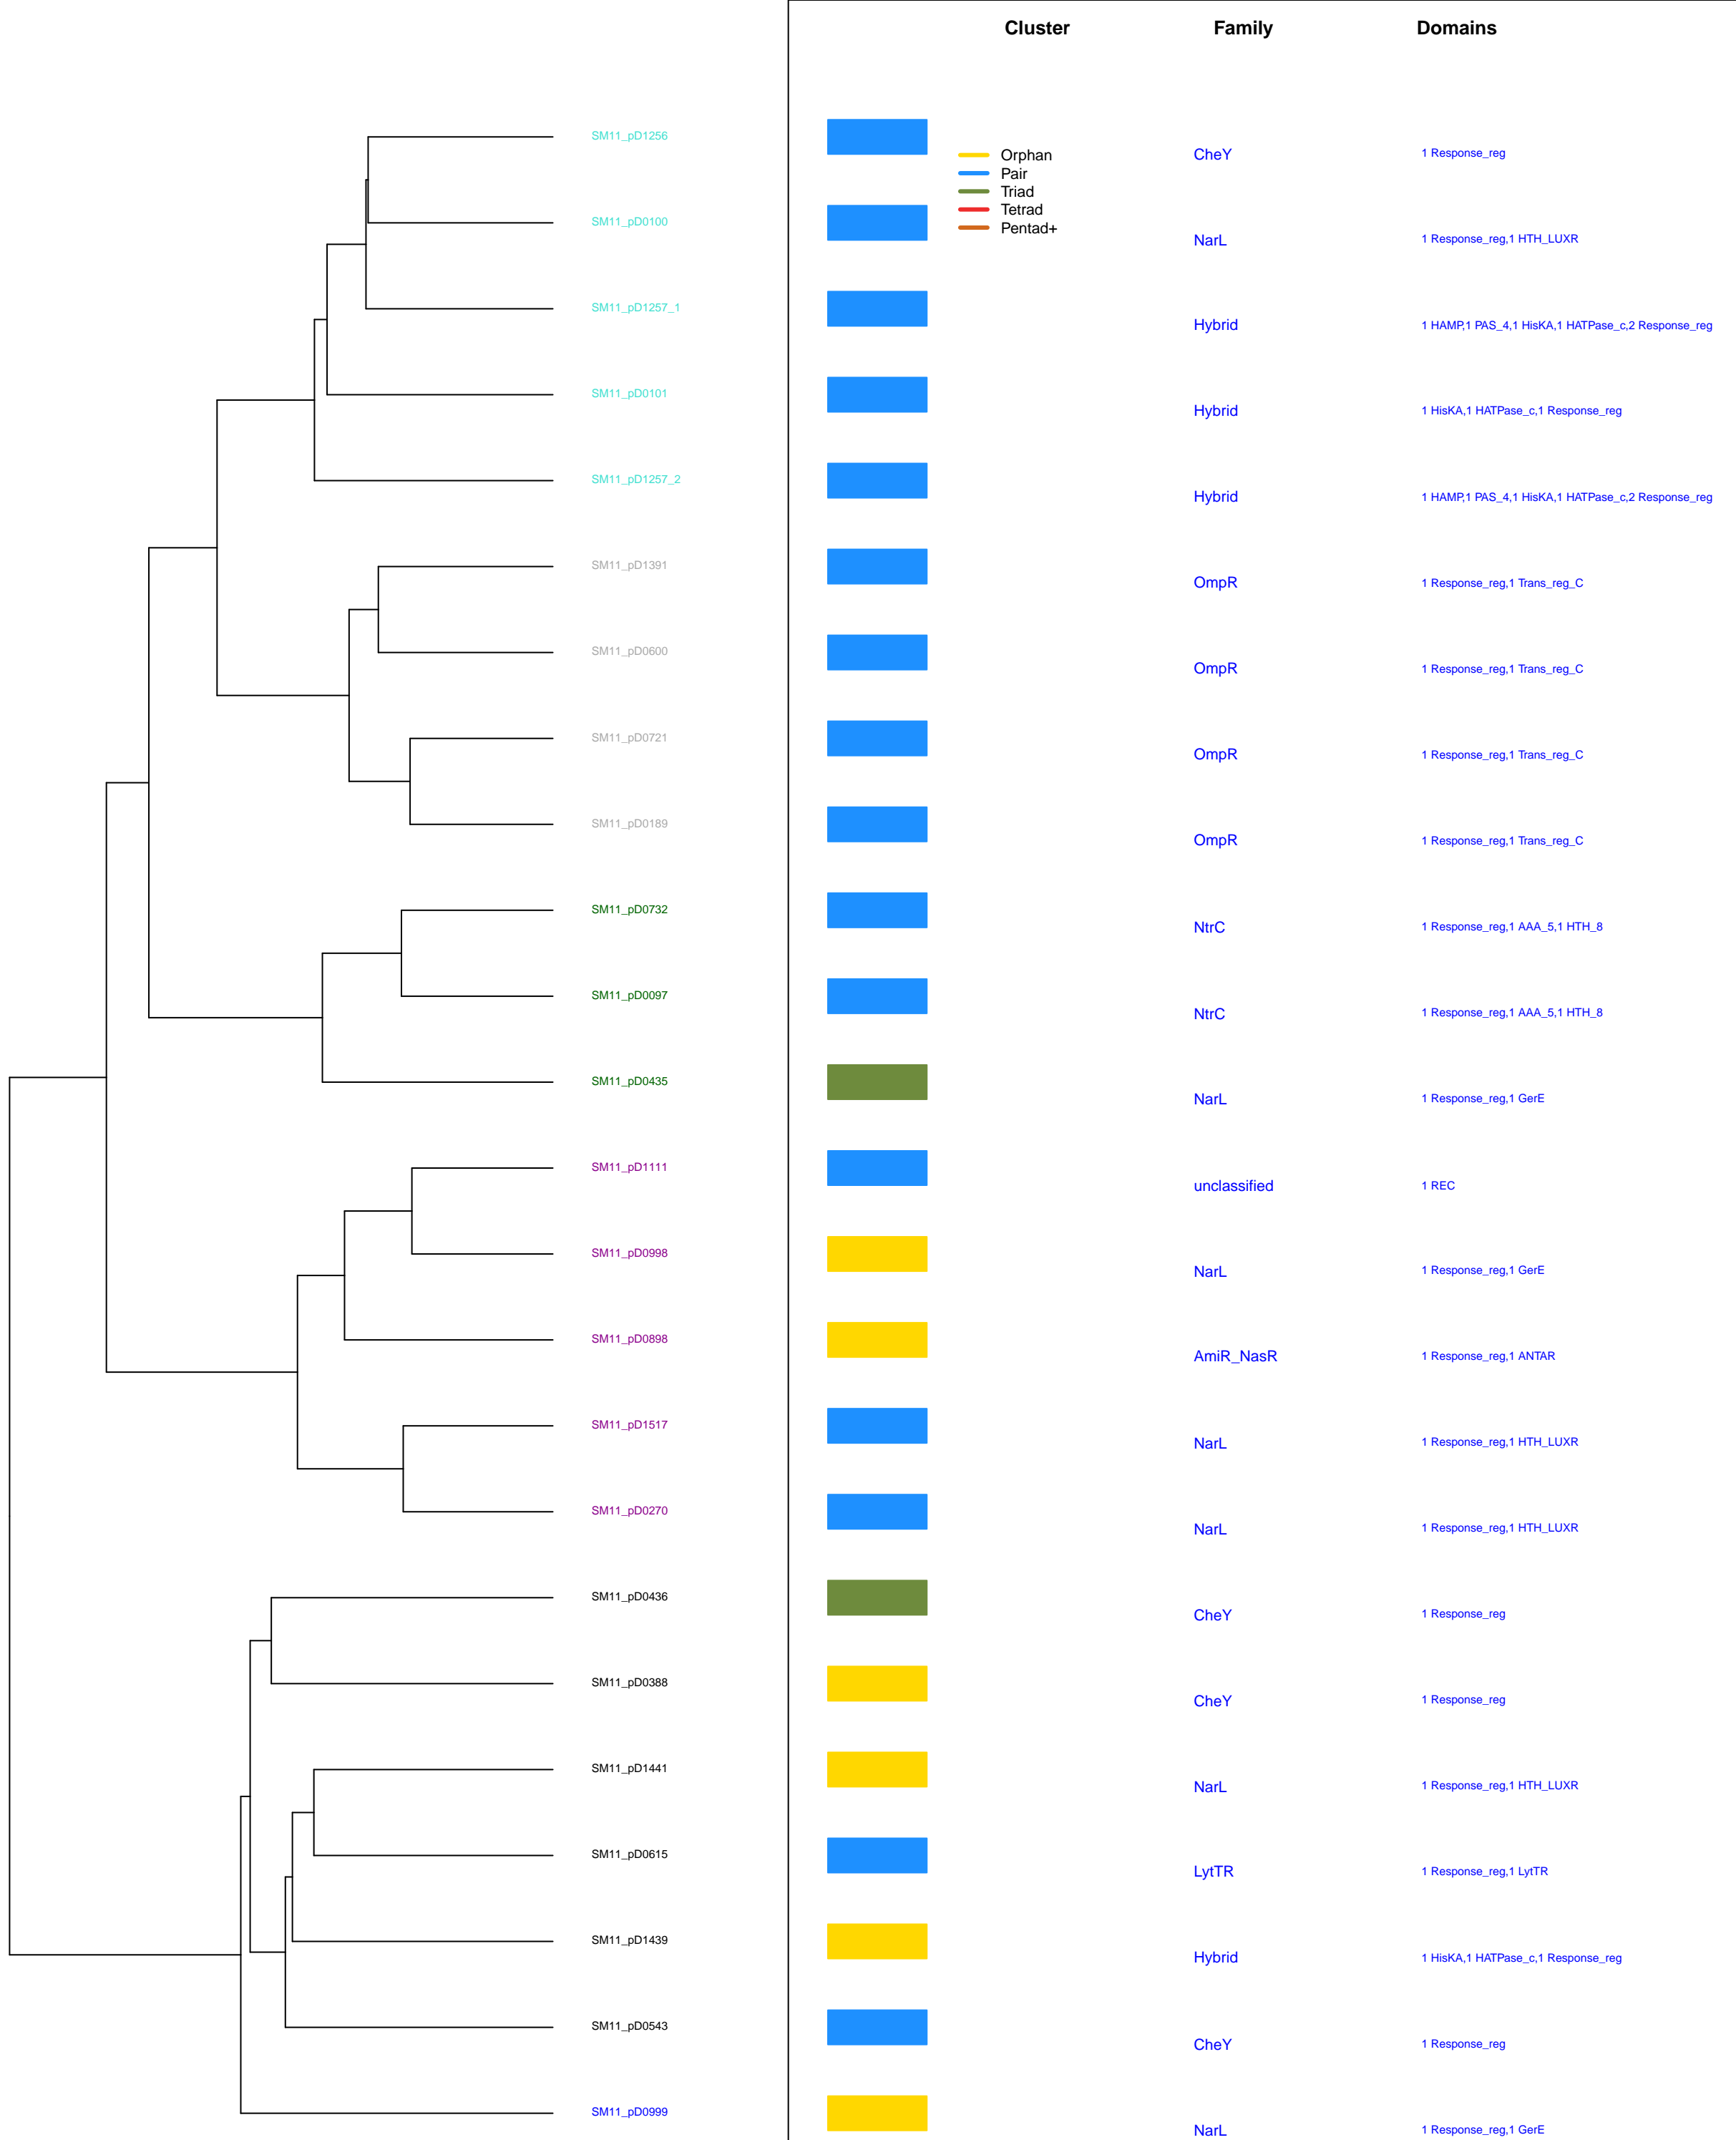 Cluster Family Domains
SM11_pD1256 CheY 1 Response_reg
Orphan
Pair
Triad
Tetrad
Pentad+
SM11_pD0100 NarL 1 Response_reg,1 HTH_LUXR
SM11_pD1257_1 Hybrid 1 HAMP,1 PAS_4,1 HisKA,1 HATPase_c,2 Response_reg
SM11_pD0101 Hybrid 1 HisKA,1 HATPase_c,1 Response_reg
SM11_pD1257_2 Hybrid 1 HAMP,1 PAS_4,1 HisKA,1 HATPase_c,2 Response_reg
SM11_pD1391 OmpR 1 Response_reg,1 Trans_reg_C
SM11_pD0600 OmpR 1 Response_reg,1 Trans_reg_C
SM11_pD0721 OmpR 1 Response_reg,1 Trans_reg_C
SM11_pD0189 OmpR 1 Response_reg,1 Trans_reg_C
SM11_pD0732 NtrC 1 Response_reg,1 AAA_5,1 HTH_8
SM11_pD0097 NtrC 1 Response_reg,1 AAA_5,1 HTH_8
SM11_pD0435 NarL 1 Response_reg,1 GerE
SM11_pD1111 unclassified 1 REC
SM11_pD0998 NarL 1 Response_reg,1 GerE
SM11_pD0898 AmiR_NasR 1 Response_reg,1 ANTAR
SM11_pD1517 NarL 1 Response_reg,1 HTH_LUXR
SM11_pD0270 NarL 1 Response_reg,1 HTH_LUXR
SM11_pD0436 CheY 1 Response_reg
SM11_pD0388 CheY 1 Response_reg
SM11_pD1441 NarL 1 Response_reg,1 HTH_LUXR
SM11_pD0615 LytTR 1 Response_reg,1 LytTR
SM11_pD1439 Hybrid 1 HisKA,1 HATPase_c,1 Response_reg
SM11_pD0543 CheY 1 Response_reg
SM11_pD0999 NarL 1 Response_reg,1 GerE